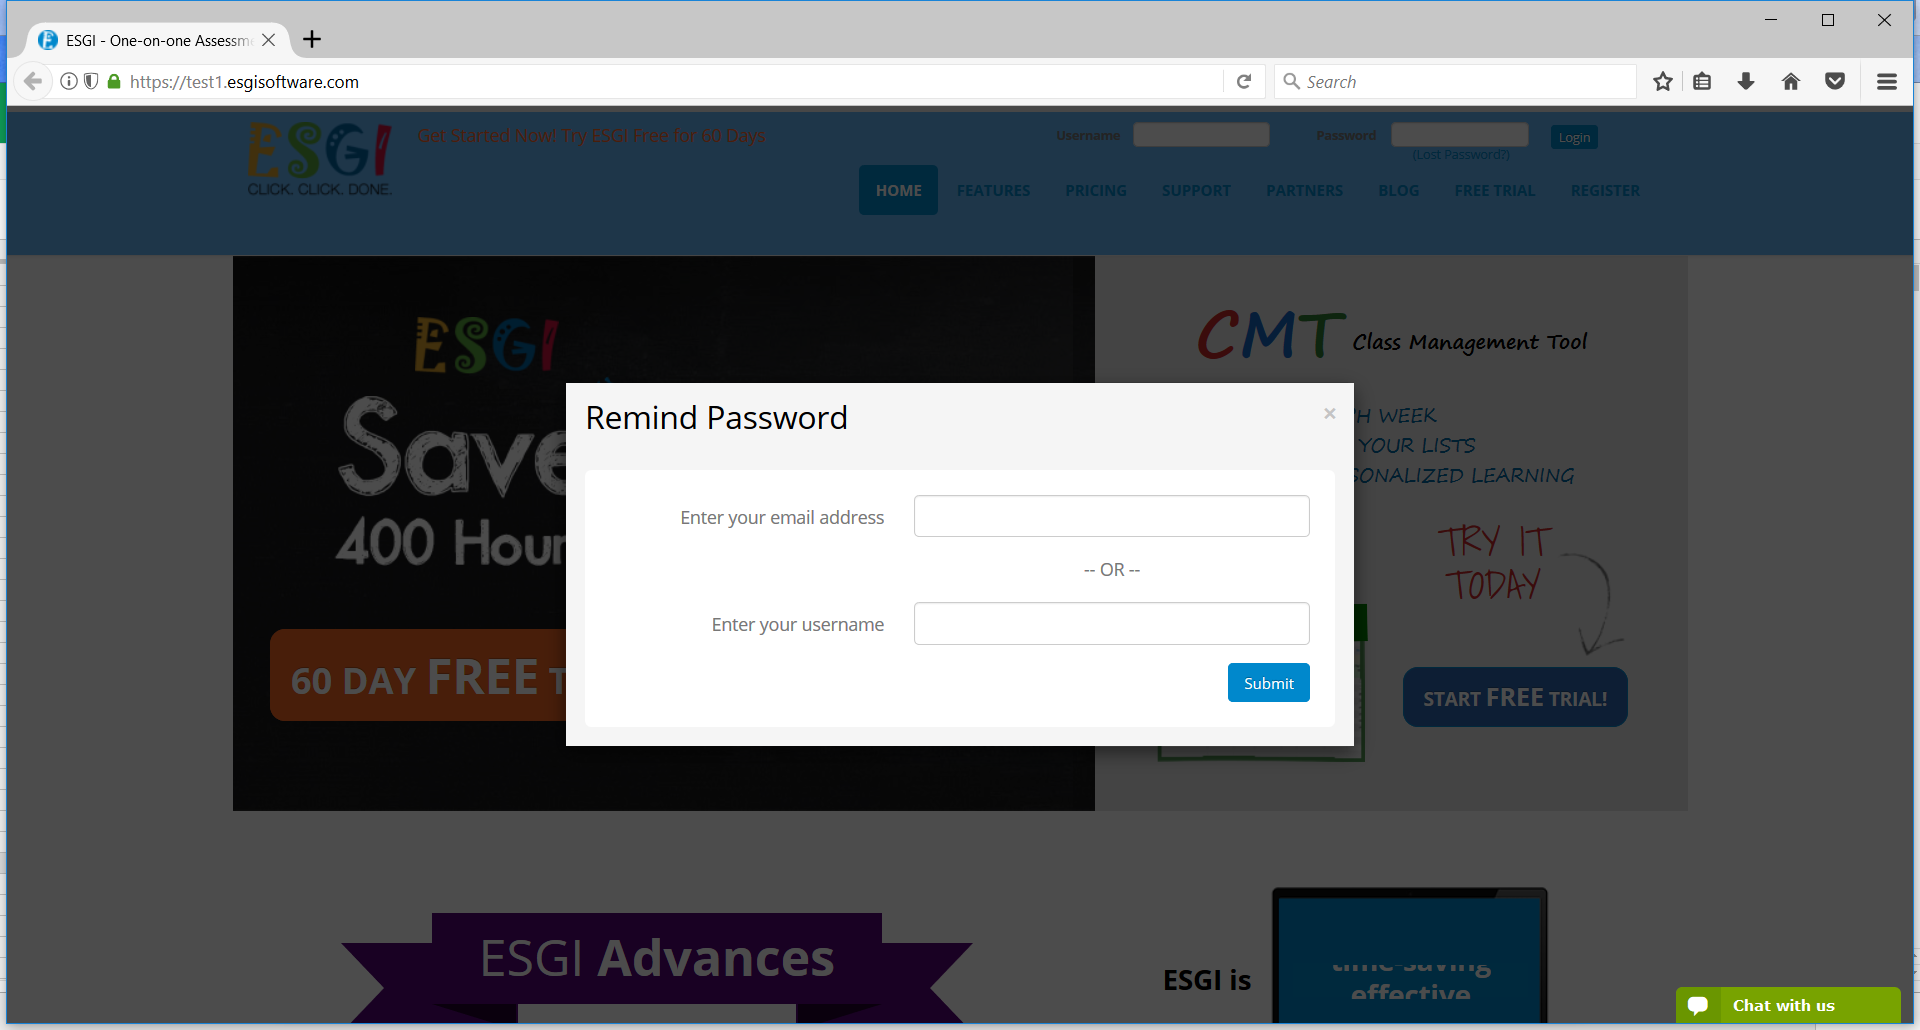 ESGI - One-on-one Assessm
https://test1.esgisoftware.com
Search
ESGI
CLICK. CLICK. DONE.
Get Started Now! Try ESGI Free for 60 Days
Username
Password
Login
(Lost Password?)
HOME
FEATURES
PRICING
SUPPORT
PARTNERS
BLOG
FREE TRIAL
REGISTER
ESGI
Save
400 Hour
60 DAY FREE T
CMT Class Management Tool
H WEEK
YOUR LISTS
SONALIZED LEARNING
TRY IT
TODAY
START FREE TRIAL!
Remind Password
×
Enter your email address
-- OR --
Enter your username
Submit
ESGI Advances
ESGI is
time-saving
effective
Chat with us